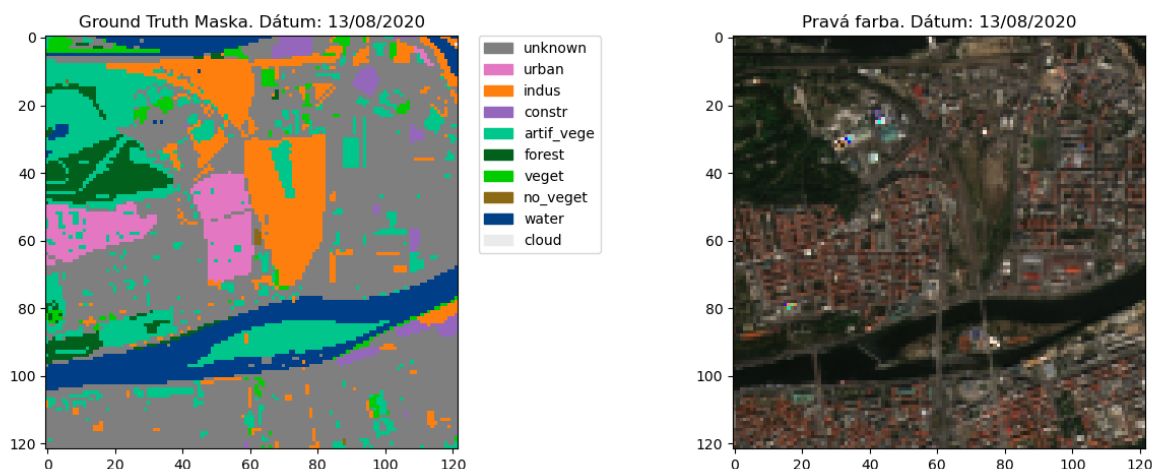 Ground Truth Maska. Dátum: 13/08/2020
0
20
40
60
80
100
120
0 20 40 60 80 100 120
unknown
urban
indus
constr
artif_vege
forest
veget
no_veget
water
cloud
Pravá farba. Dátum: 13/08/2020
0
20
40
60
80
100
120
0 20 40 60 80 100 120